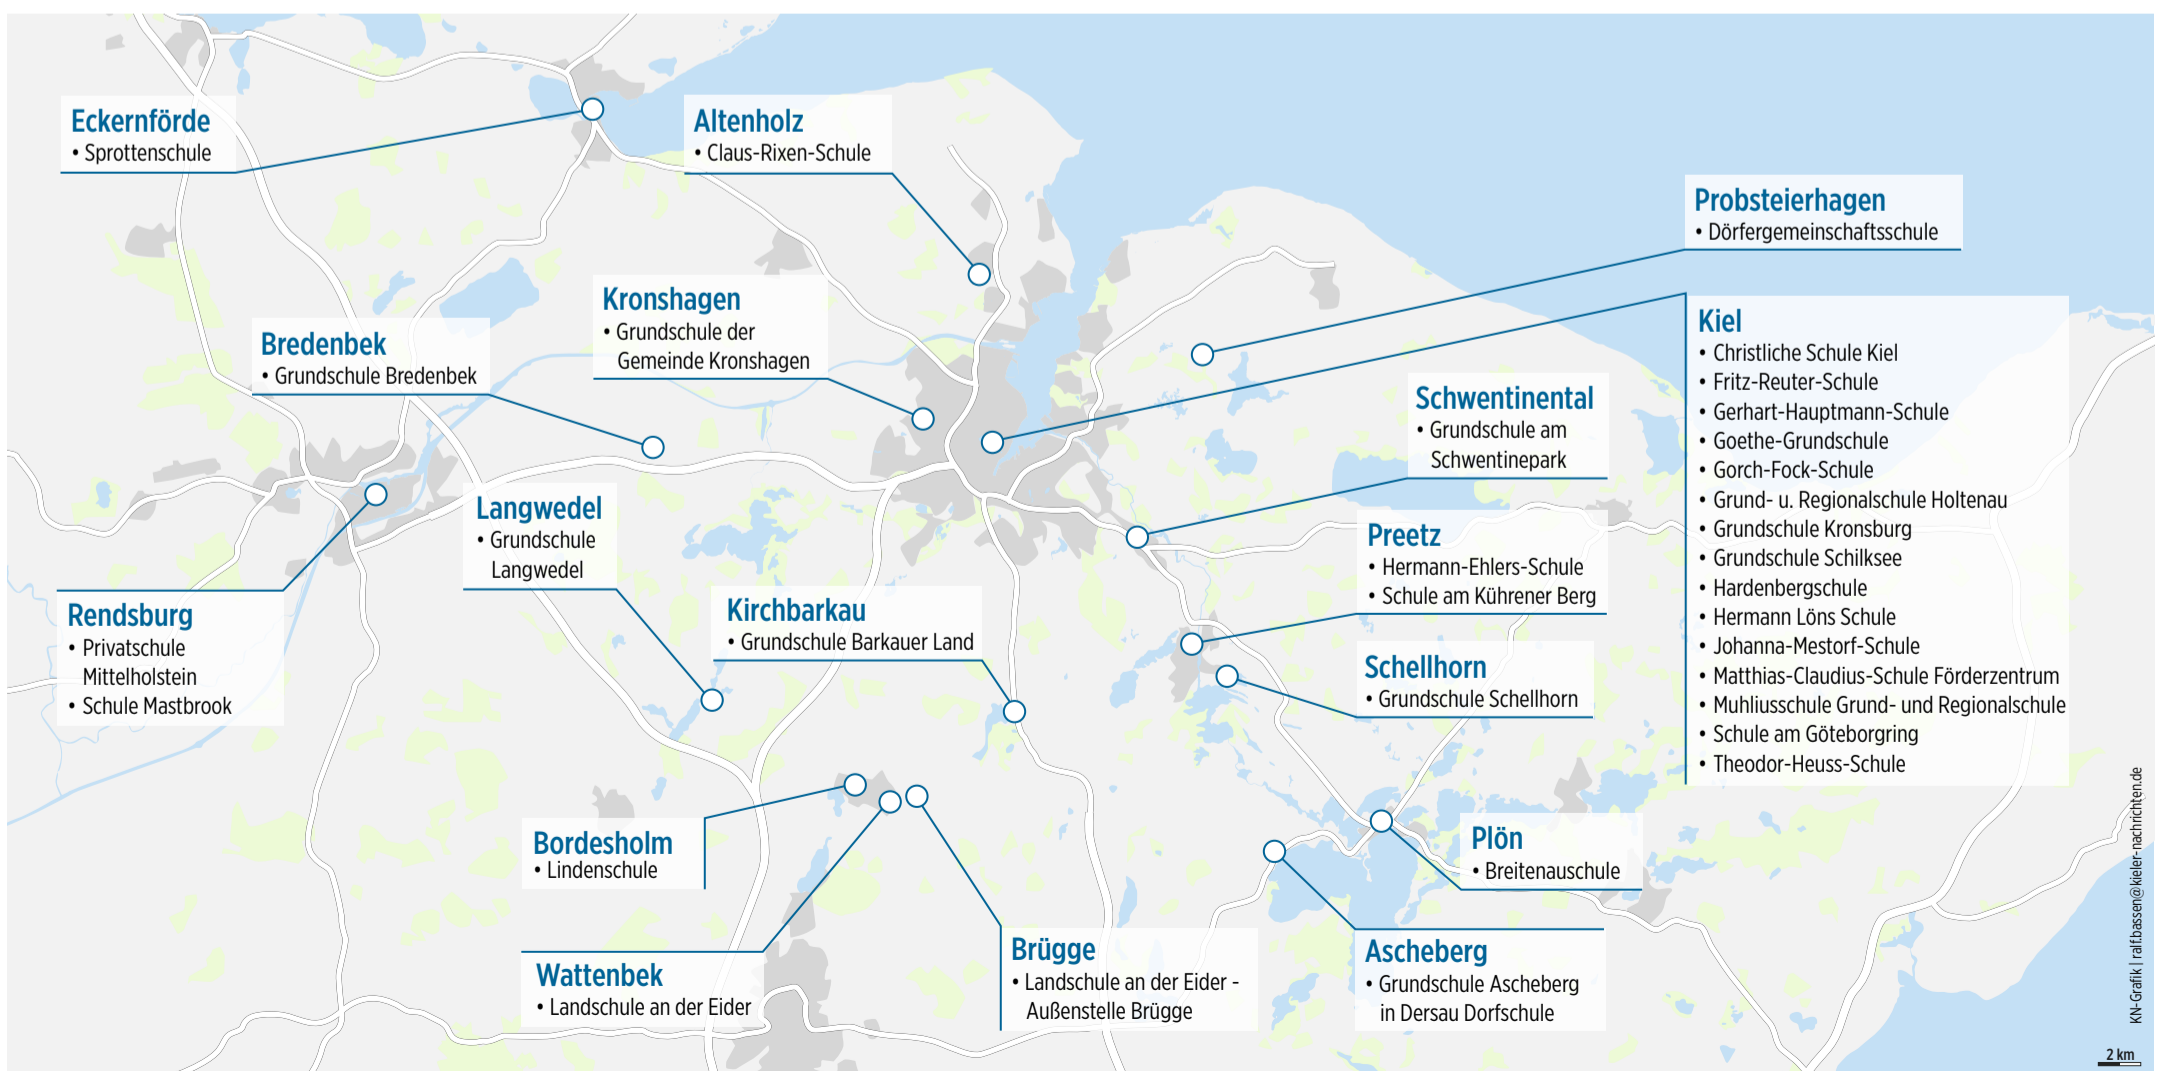 Eckernförde
• Sprottenschule
Altenholz
• Claus-Rixen-Schule
Probsteierhagen
• Dörfergemeinschaftsschule
Kronshagen
• Grundschule der
Gemeinde Kronshagen
Bredenbek
• Grundschule Bredenbek
Kiel
• Christliche Schule Kiel
• Fritz-Reuter-Schule
• Gerhart-Hauptmann-Schule
• Goethe-Grundschule
• Gorch-Fock-Schule
• Grund- u. Regionalschule Holtenau
• Grundschule Kronsburg
• Grundschule Schilksee
• Hardenbergschule
• Hermann Löns Schule
• Johanna-Mestorf-Schule
• Matthias-Claudius-Schule Förderzentrum
• Muhliusschule Grund- und Regionalschule
• Schule am Göteborgring
• Theodor-Heuss-Schule
Schwentinental
• Grundschule am
Schwentinepark
Langwedel
• Grundschule
Langwedel
Preetz
• Hermann-Ehlers-Schule
• Schule am Kührener Berg
Rendsburg
• Privatschule
Mittelholstein
• Schule Mastbrook
Kirchbarkau
• Grundschule Barkauer Land
Schellhorn
• Grundschule Schellhorn
Bordesholm
• Lindenschule
Plön
• Breitenauschule
Wattenbek
• Landschule an der Eider
Brügge
• Landschule an der Eider -
Außenstelle Brügge
Ascheberg
• Grundschule Ascheberg
in Dersau Dorfschule
KN-Grafik | ralf.bassen@kieler-nachrichten.de
2 km